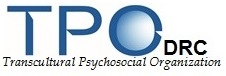 TPO DRC
Transcultural Psychosocial Organization